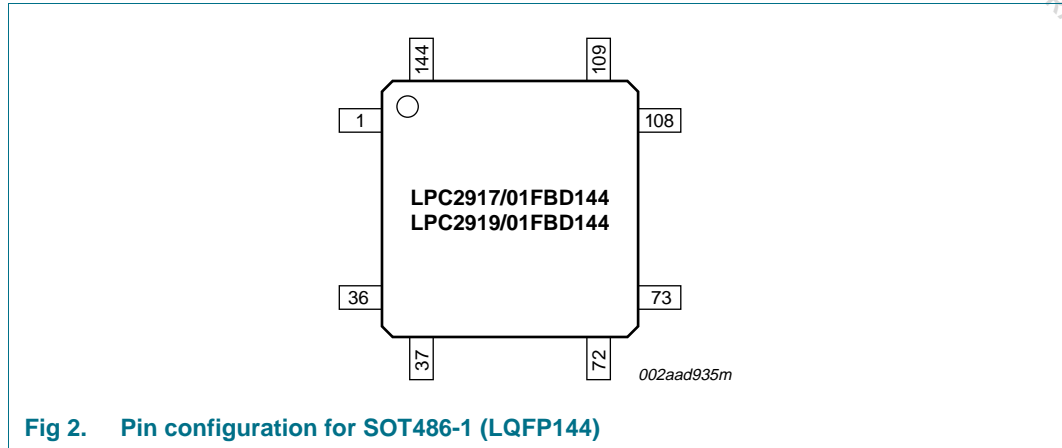 144 109
1 108
LPC2917/01FBD144
LPC2919/01FBD144
36 73
37 72
002aad935m
Fig 2. Pin configuration for SOT486-1 (LQFP144)